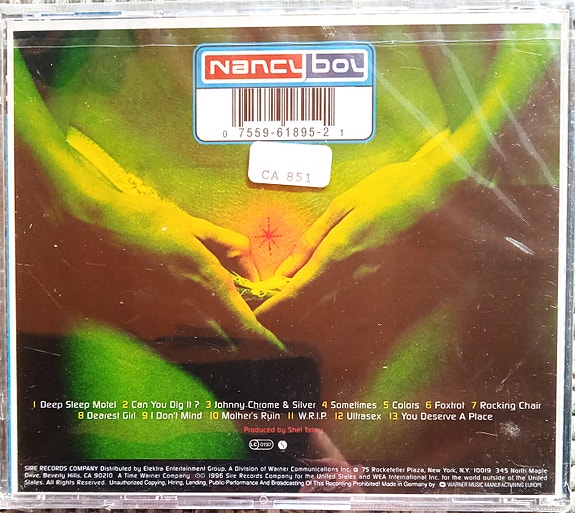 Nancy boy
0 7559-61895-2 1
CA 851
1 Deep Sleep Motel 2 Can You Dig It? 3 Johnny Chrome & Silver 4 Sometimes 5 Colors 6 Foxtrot 7 Rocking Chair
8 Dearest Girl 9 I Don't Mind 10 Mother's Ruin 11 W.R.I.P. 12 Ultrasex 13 You Deserve A Place
Produced by Shel Talmy
LC 0192
SIRE RECORDS COMPANY Distributed by Elektra Entertainment Group, A Division of Warner Communications Inc. 75 Rockefeller Plaza, New York, N.Y. 10019 345 North Maple
Drive, Beverly Hills, CA 90210 A Time Warner Company ℗© 1996 Sire Records Company for the United States and WEA International Inc. for the world outside of the United
States. All Rights Reserved. Unauthorized Copying, Hiring, Lending, Public Performance And Broadcasting Of This Recording Prohibited! Made in Germany by WARNER MUSIC MANUFACTURING EUROPE